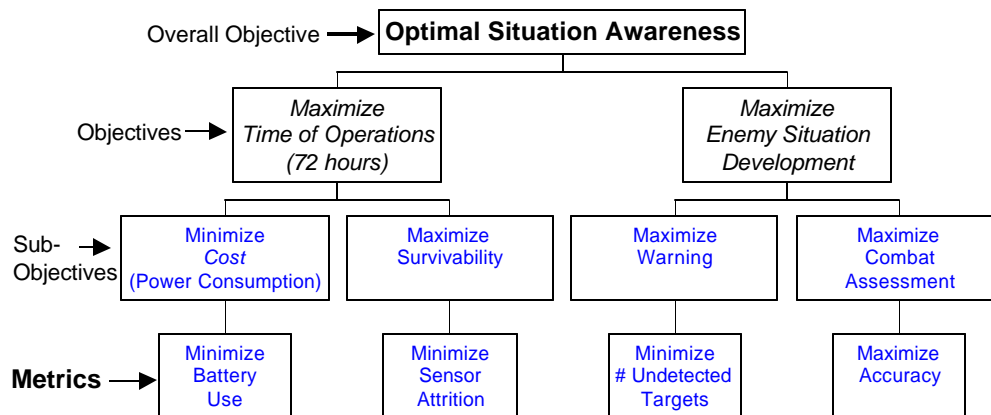 Overall Objective
Optimal Situation Awareness
Objectives
Maximize
Time of Operations
(72 hours)
Maximize
Enemy Situation
Development
Sub-
Objectives
Minimize
Cost
(Power Consumption)
Maximize
Survivability
Maximize
Warning
Maximize
Combat
Assessment
Metrics
Minimize
Battery
Use
Minimize
Sensor
Attrition
Minimize
# Undetected
Targets
Maximize
Accuracy